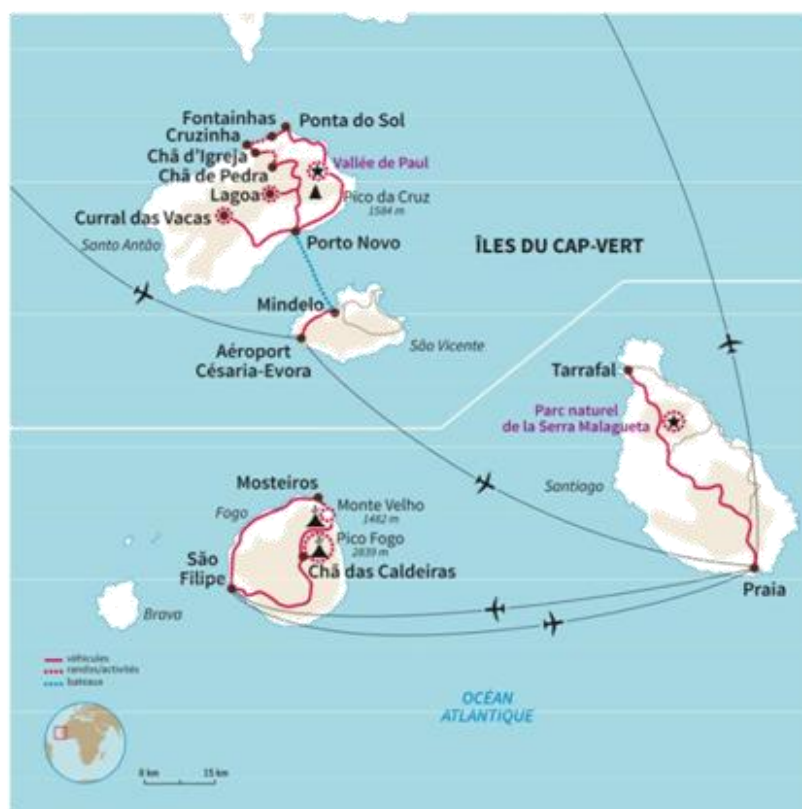 Fontainhas
Ponta do Sol
Cruzinha
Chã d'Igreja
Vallée de Paul
Chã de Pedra
Lagoa
Pico da Cruz
1584 m
Curral das Vacas
Santo Antão
Porto Novo
ÎLES DU CAP-VERT
Mindelo
São Vicente
Aéroport
Césaria-Evora
Tarrafal
Parc naturel
de la Serra Malagueta
Santiago
Mosteiros
Monte Velho
1482 m
Fogo
Pico Fogo
2839 m
São
Filipe
Chã das Caldeiras
Praia
Brava
véhicules
randos/activités
bateaux
OCÉAN
ATLANTIQUE
8 km
15 km